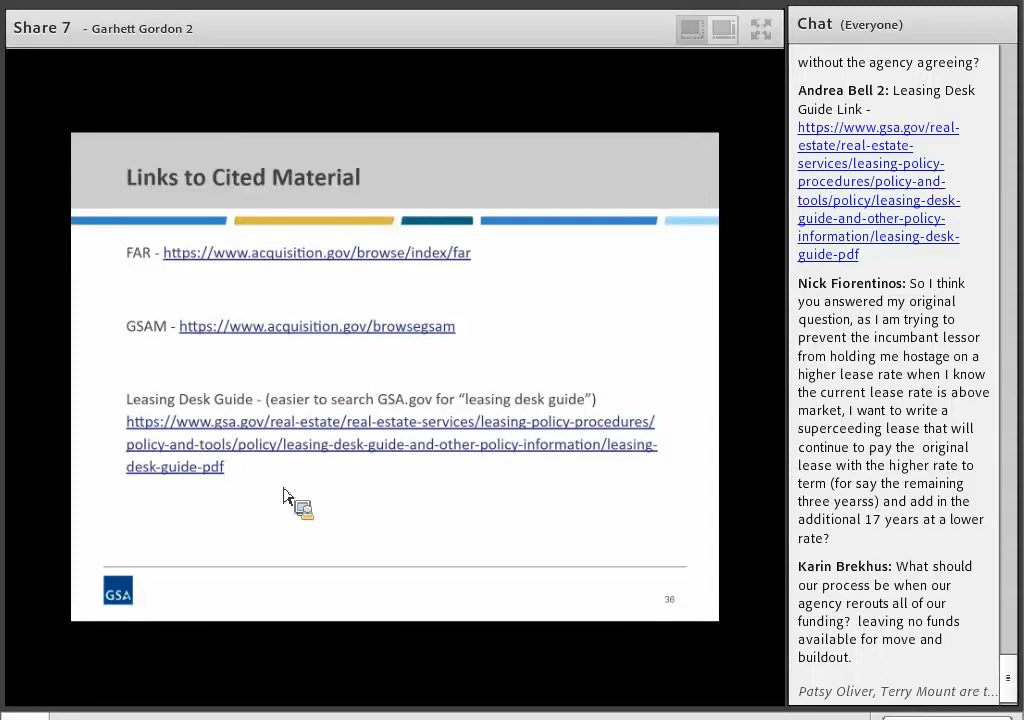 Share 7 - Garhett Gordon 2
Links to Cited Material
FAR - https://www.acquisition.gov/browse/index/far
GSAM - https://www.acquisition.gov/browsegsam
Leasing Desk Guide - (easier to search GSA.gov for “leasing desk guide”)
https://www.gsa.gov/real-estate/real-estate-services/leasing-policy-procedures/
policy-and-tools/policy/leasing-desk-guide-and-other-policy-information/leasing-
desk-guide-pdf
GSA
36
Chat (Everyone)
without the agency agreeing?
Andrea Bell 2: Leasing Desk
Guide Link -
https://www.gsa.gov/real-
estate/real-estate-
services/leasing-policy-
procedures/policy-and-
tools/policy/leasing-desk-
guide-and-other-policy-
information/leasing-desk-
guide-pdf
Nick Fiorentinos: So I think
you answered my original
question, as I am trying to
prevent the incumbant lessor
from holding me hostage on a
higher lease rate when I know
the current lease rate is above
market, I want to write a
superceeding lease that will
continue to pay the original
lease with the higher rate to
term (for say the remaining
three yearss) and add in the
additional 17 years at a lower
rate?
Karin Brekhus: What should
our process be when our
agency rerouts all of our
funding? leaving no funds
available for move and
buildout.
Patsy Oliver, Terry Mount are t...